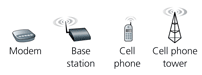 Modem
Base station
Cell phone
Cell phone tower